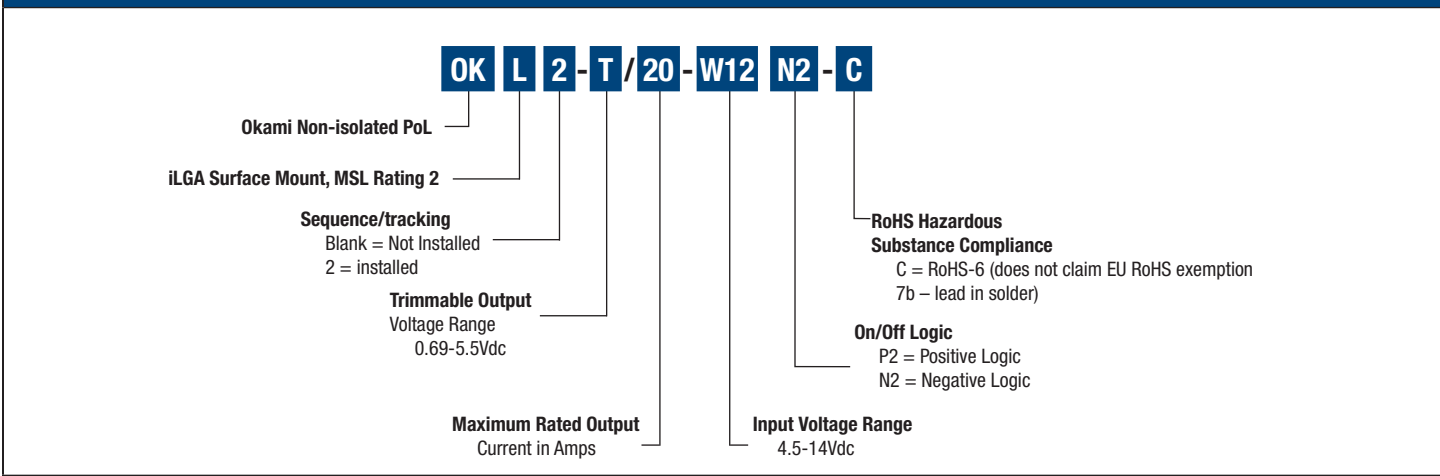 OK L 2 - T / 20 - W12 N2 - C
Okami Non-isolated PoL
iLGA Surface Mount, MSL Rating 2
Sequence/tracking
Blank = Not Installed
2 = installed
Trimmable Output
Voltage Range
0.69-5.5Vdc
Maximum Rated Output
Current in Amps
Input Voltage Range
4.5-14Vdc
On/Off Logic
P2 = Positive Logic
N2 = Negative Logic
RoHS Hazardous
Substance Compliance
C = RoHS-6 (does not claim EU RoHS exemption
7b – lead in solder)